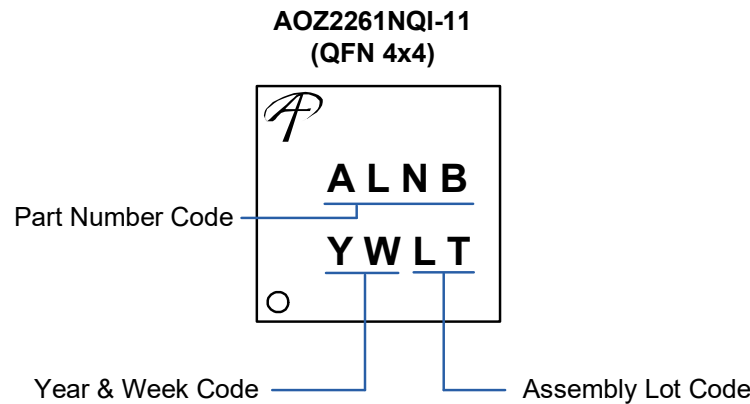 AOZ2261NQI-11
(QFN 4x4)
A L N B
Part Number Code
Y W L T
Year & Week Code
Assembly Lot Code